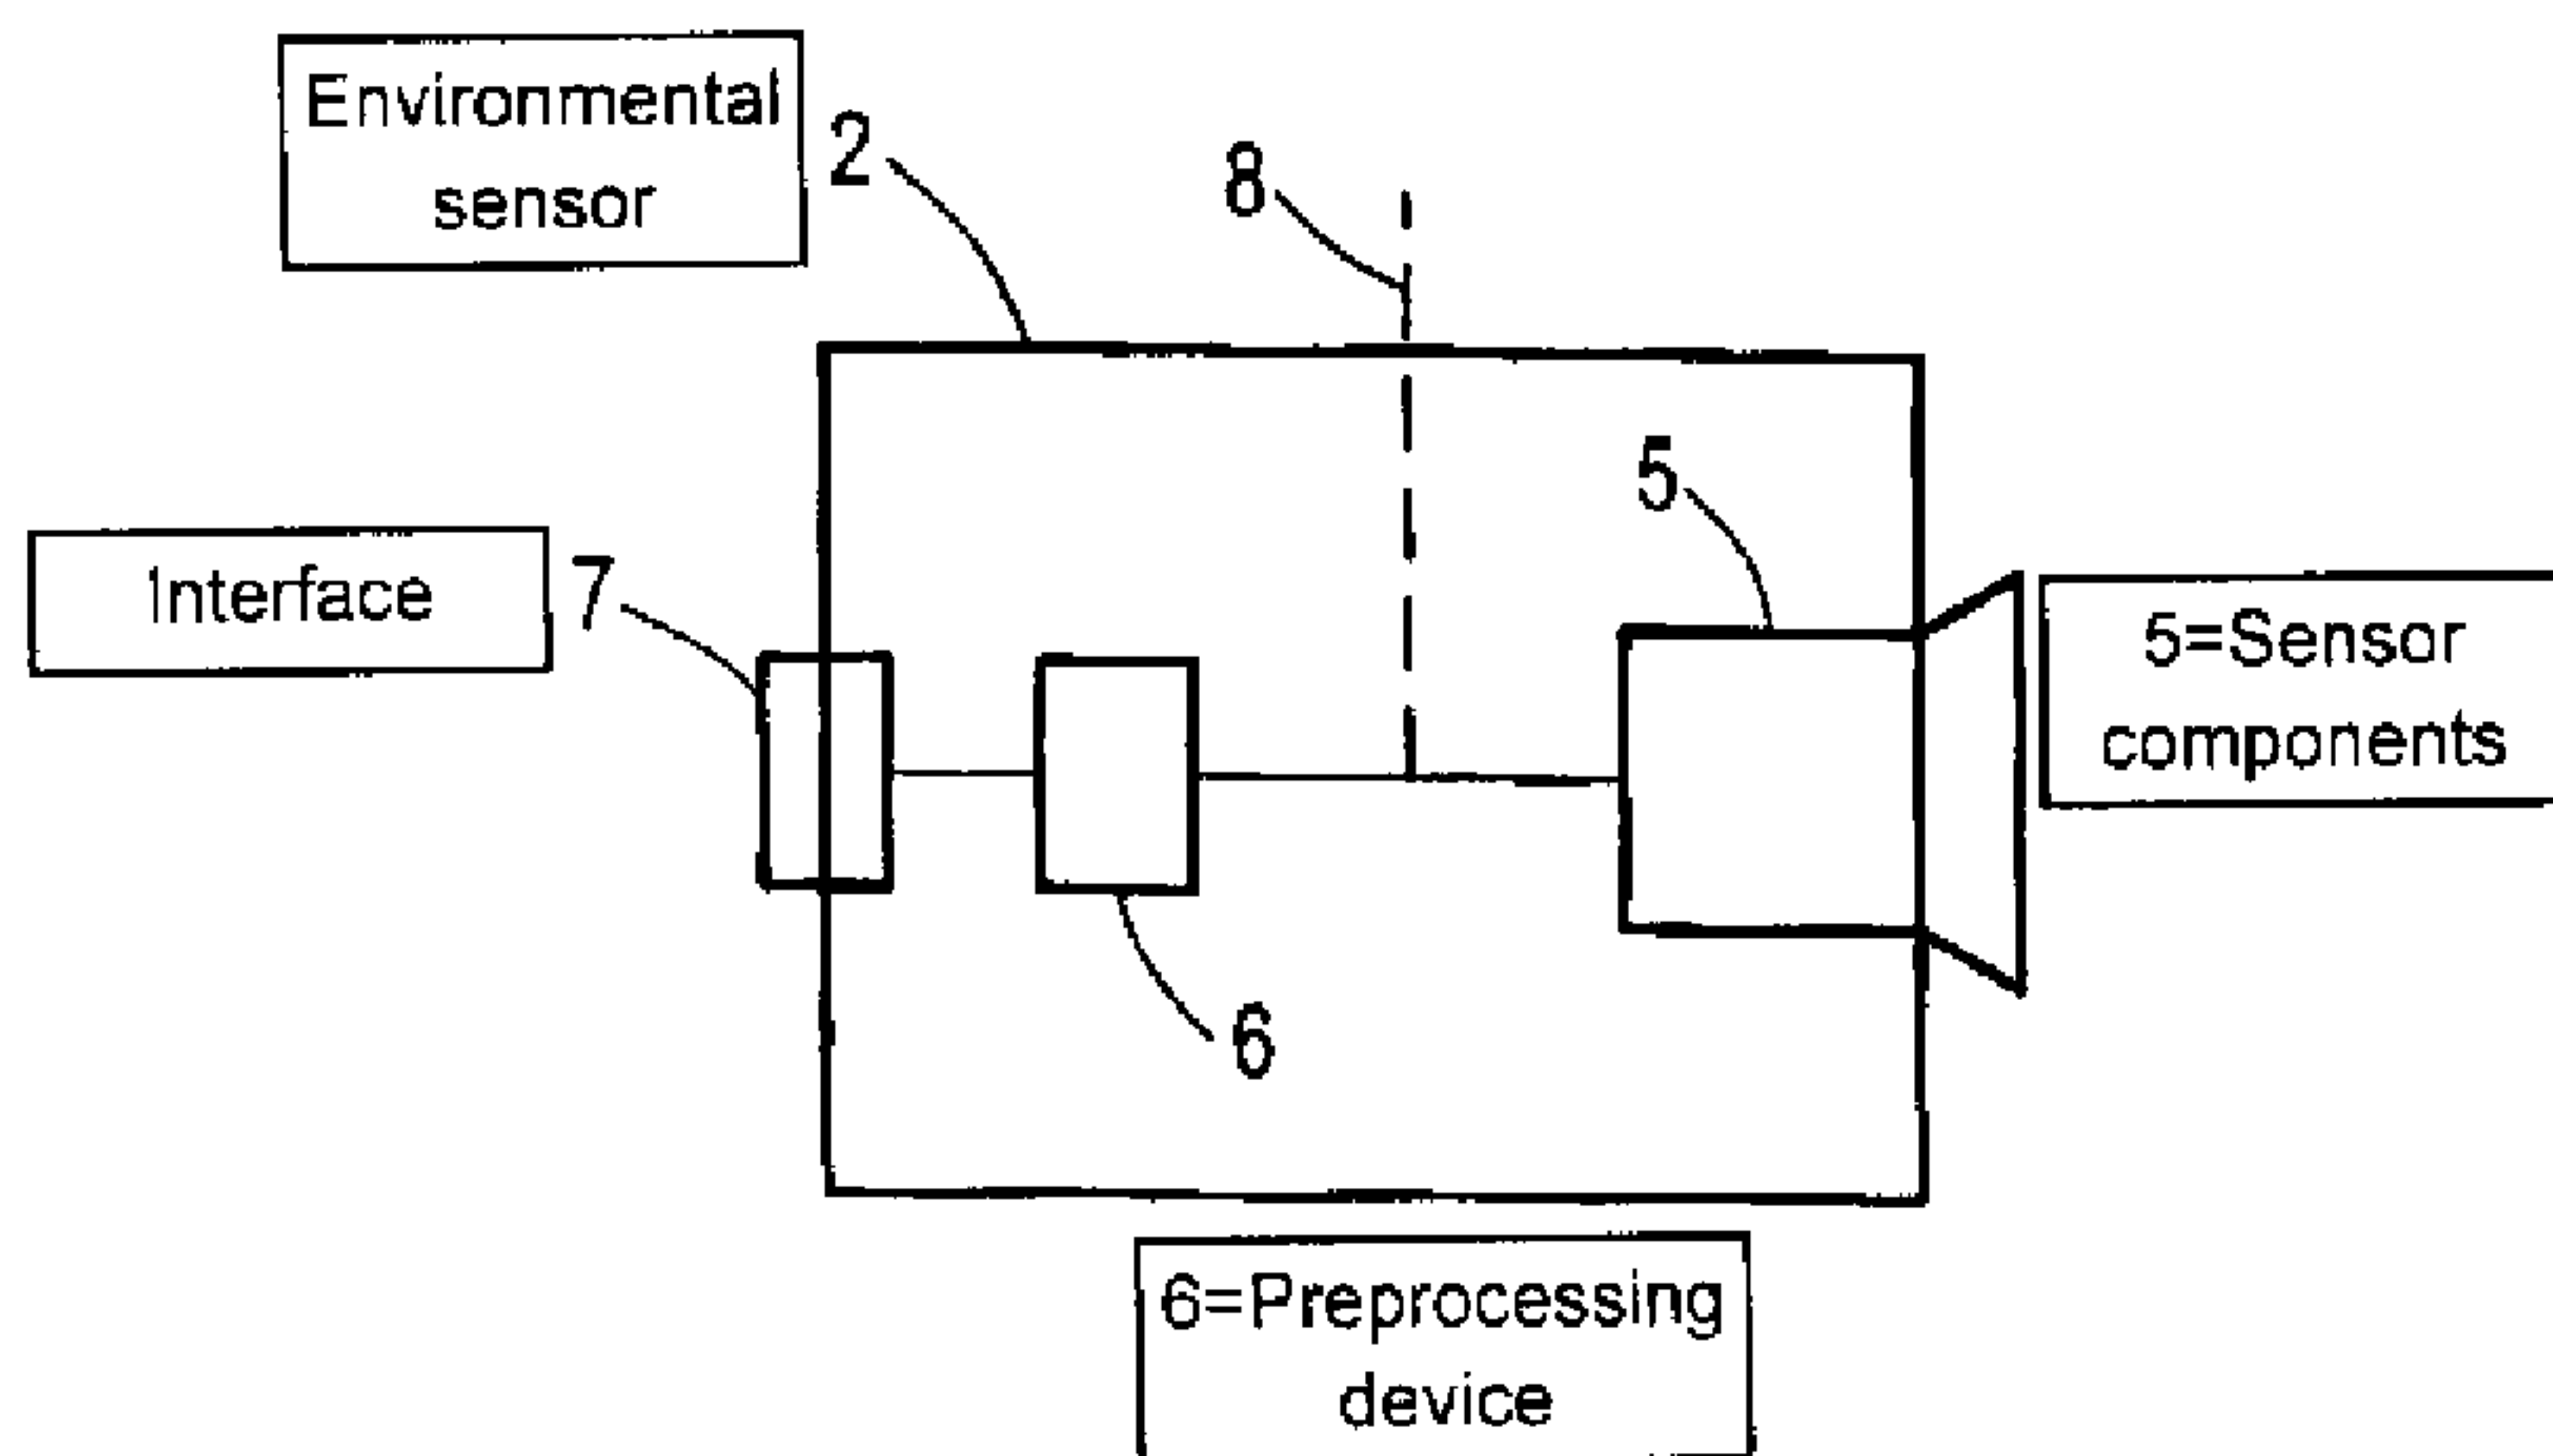 Environmental
sensor
2
8
5
Interface
7
5=Sensor
components
6
6=Preprocessing
device